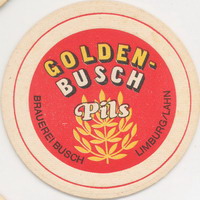 GOLDEN-
BUSCH
Pils
BRAUEREI BUSCH
LIMBURG/LAHN